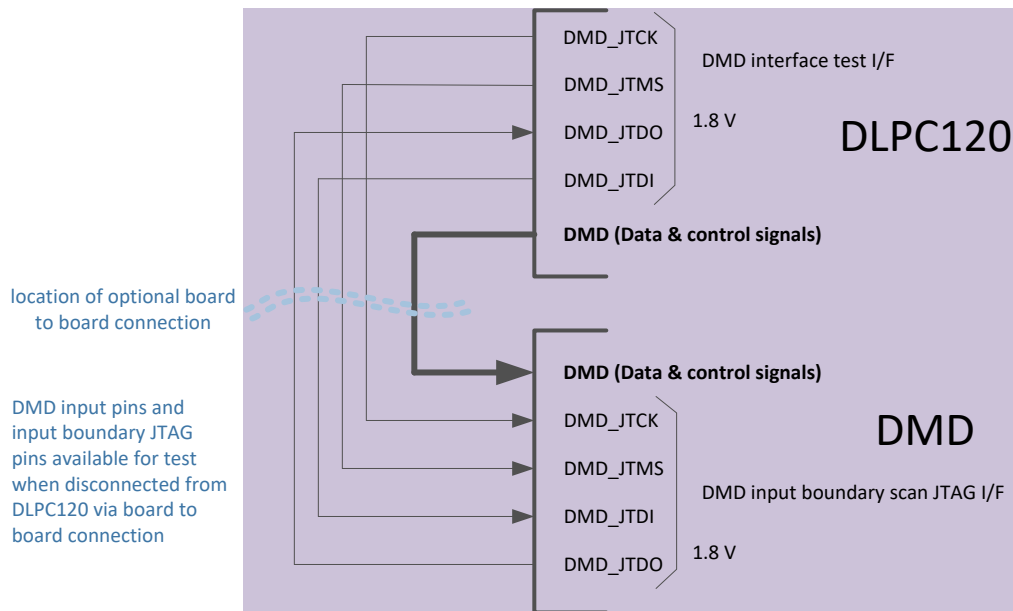 DMD_JTCK
DMD interface test I/F
DMD_JTMS
1.8 V
DLPC120
DMD_JTDO
DMD_JTDI
DMD (Data & control signals)
location of optional board
to board connection
DMD (Data & control signals)
DMD input pins and
input boundary JTAG
pins available for test
when disconnected from
DLPC120 via board to
board connection
DMD_JTCK
DMD
DMD_JTMS
DMD input boundary scan JTAG I/F
DMD_JTDI
1.8 V
DMD_JTDO